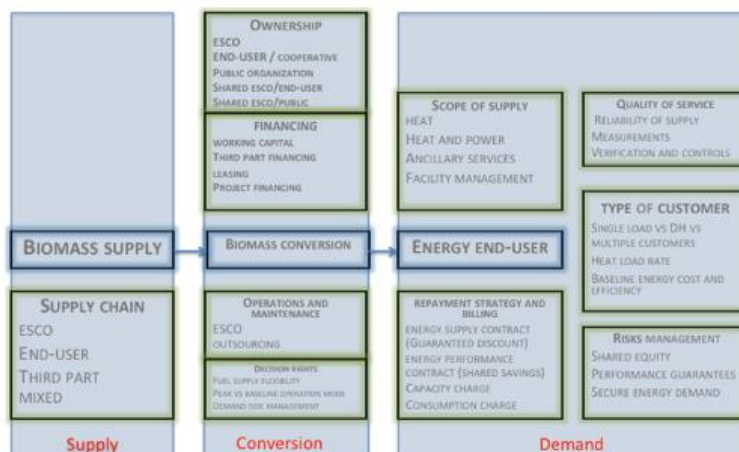 OWNERSHIP
ESCO
END-USER / COOPERATIVE
PUBLIC ORGANIZATION
SHARED ESCO/END-USER
SHARED ESCO/PUBLIC
FINANCING
WORKING CAPITAL
THIRD PART FINANCING
LEASING
PROJECT FINANCING
SCOPE OF SUPPLY
HEAT
HEAT AND POWER
ANCILLARY SERVICES
FACILITY MANAGEMENT
QUALITY OF SERVICE
RELIABILITY OF SUPPLY
MEASUREMENTS
VERIFICATION AND CONTROLS
TYPE OF CUSTOMER
SINGLE LOAD VS DH VS
MULTIPLE CUSTOMERS
HEAT LOAD RATE
BASELINE ENERGY COST AND
EFFICIENCY
BIOMASS SUPPLY
BIOMASS CONVERSION
ENERGY END-USER
SUPPLY CHAIN
ESCO
END-USER
THIRD PART
MIXED
OPERATIONS AND
MAINTENANCE
ESCO
OUTSOURCING
DECISION RIGHTS
FUEL SUPPLY FLEXIBILITY
PEAK VS BASELINE OPERATION MODE
DEMAND SIDE MANAGEMENT
REPAYMENT STRATEGY AND
BILLING
ENERGY SUPPLY CONTRACT
(GUARANTEED DISCOUNT)
ENERGY PERFORMANCE
CONTRACT (SHARED SAVINGS)
CAPACITY CHARGE
CONSUMPTION CHARGE
RISKS MANAGEMENT
SHARED EQUITY
PERFORMANCE GUARANTEES
SECURE ENERGY DEMAND
Supply
Conversion
Demand